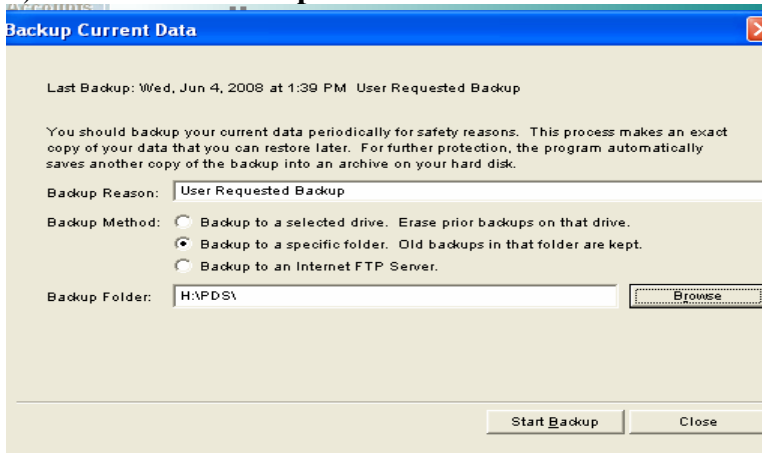 Backup Current Data
Last Backup: Wed, Jun 4, 2008 at 1:39 PM User Requested Backup
You should backup your current data periodically for safety reasons. This process makes an exact
copy of your data that you can restore later. For further protection, the program automatically
saves another copy of the backup into an archive on your hard disk.
Backup Reason: User Requested Backup
Backup Method: Backup to a selected drive. Erase prior backups on that drive.
Backup to a specific folder. Old backups in that folder are kept.
Backup to an Internet FTP Server.
Backup Folder: H:\PDS\ Browse
Start Backup Close